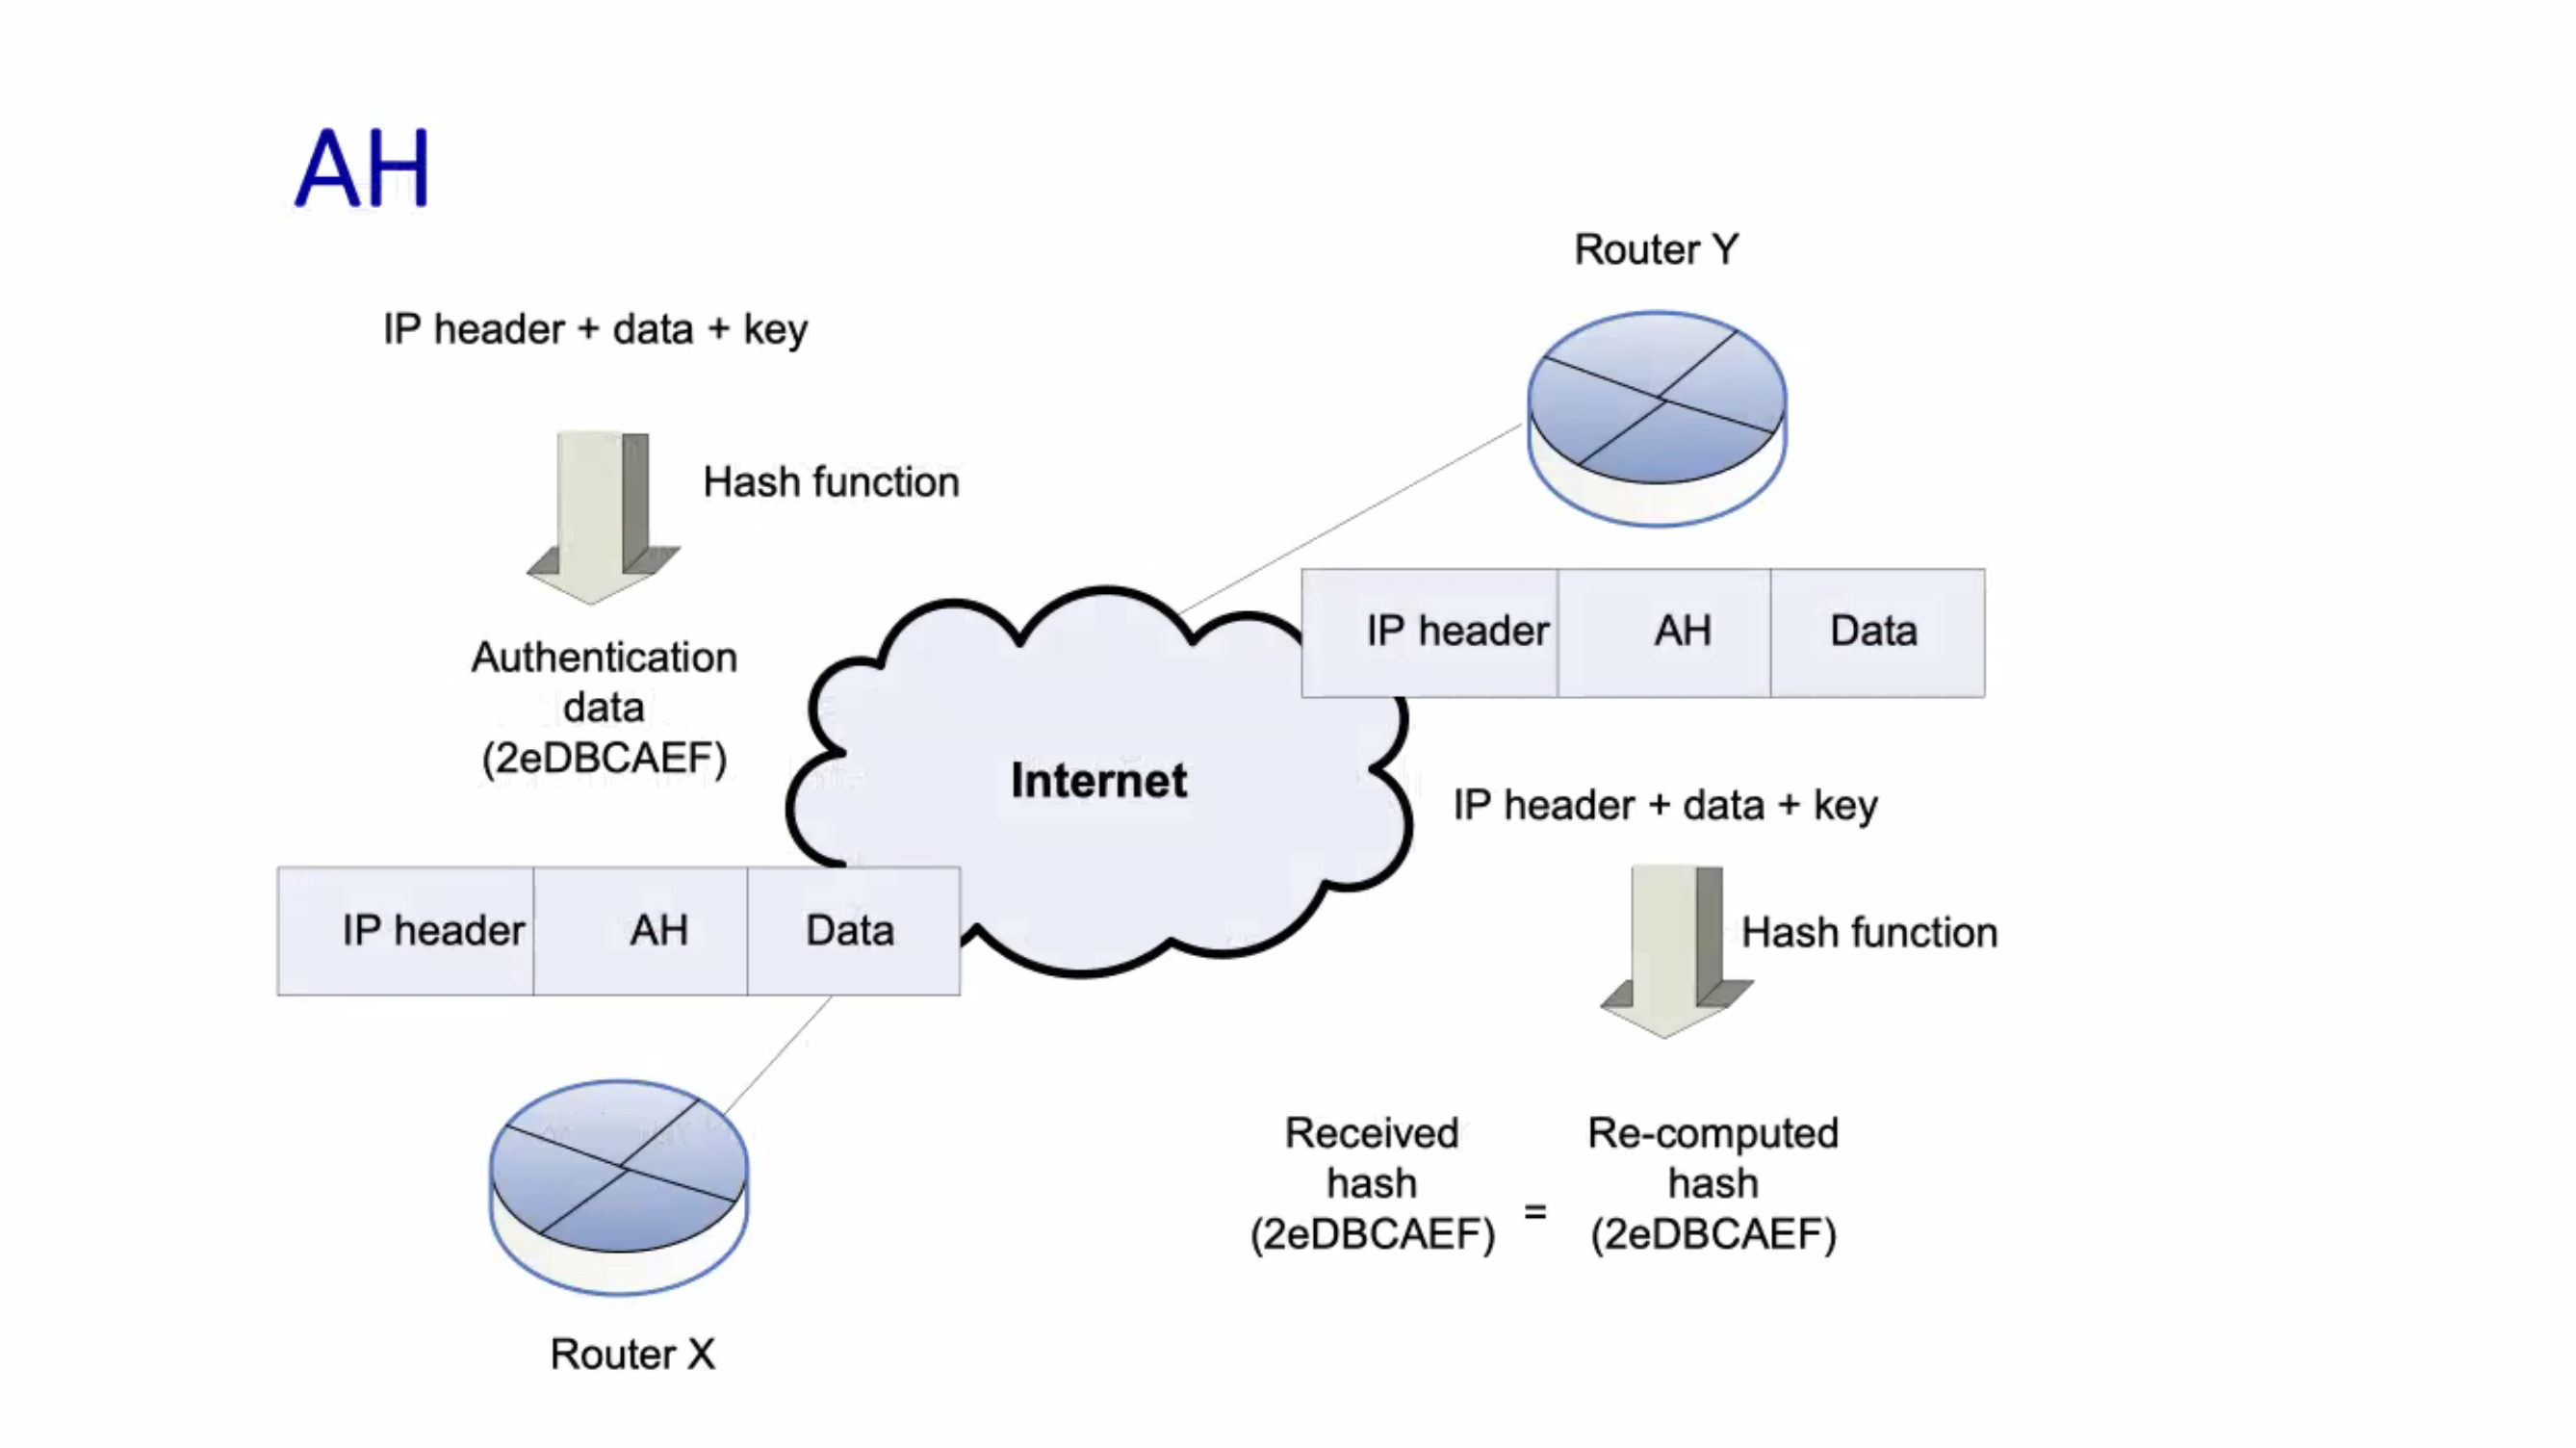 AH
IP header + data + key
Hash function
Authentication
data
(2eDBCAEF)
IP header AH Data
Router X
Internet
Router Y
IP header AH Data
IP header + data + key
Hash function
Received
hash
(2eDBCAEF)
=
Re-computed
hash
(2eDBCAEF)